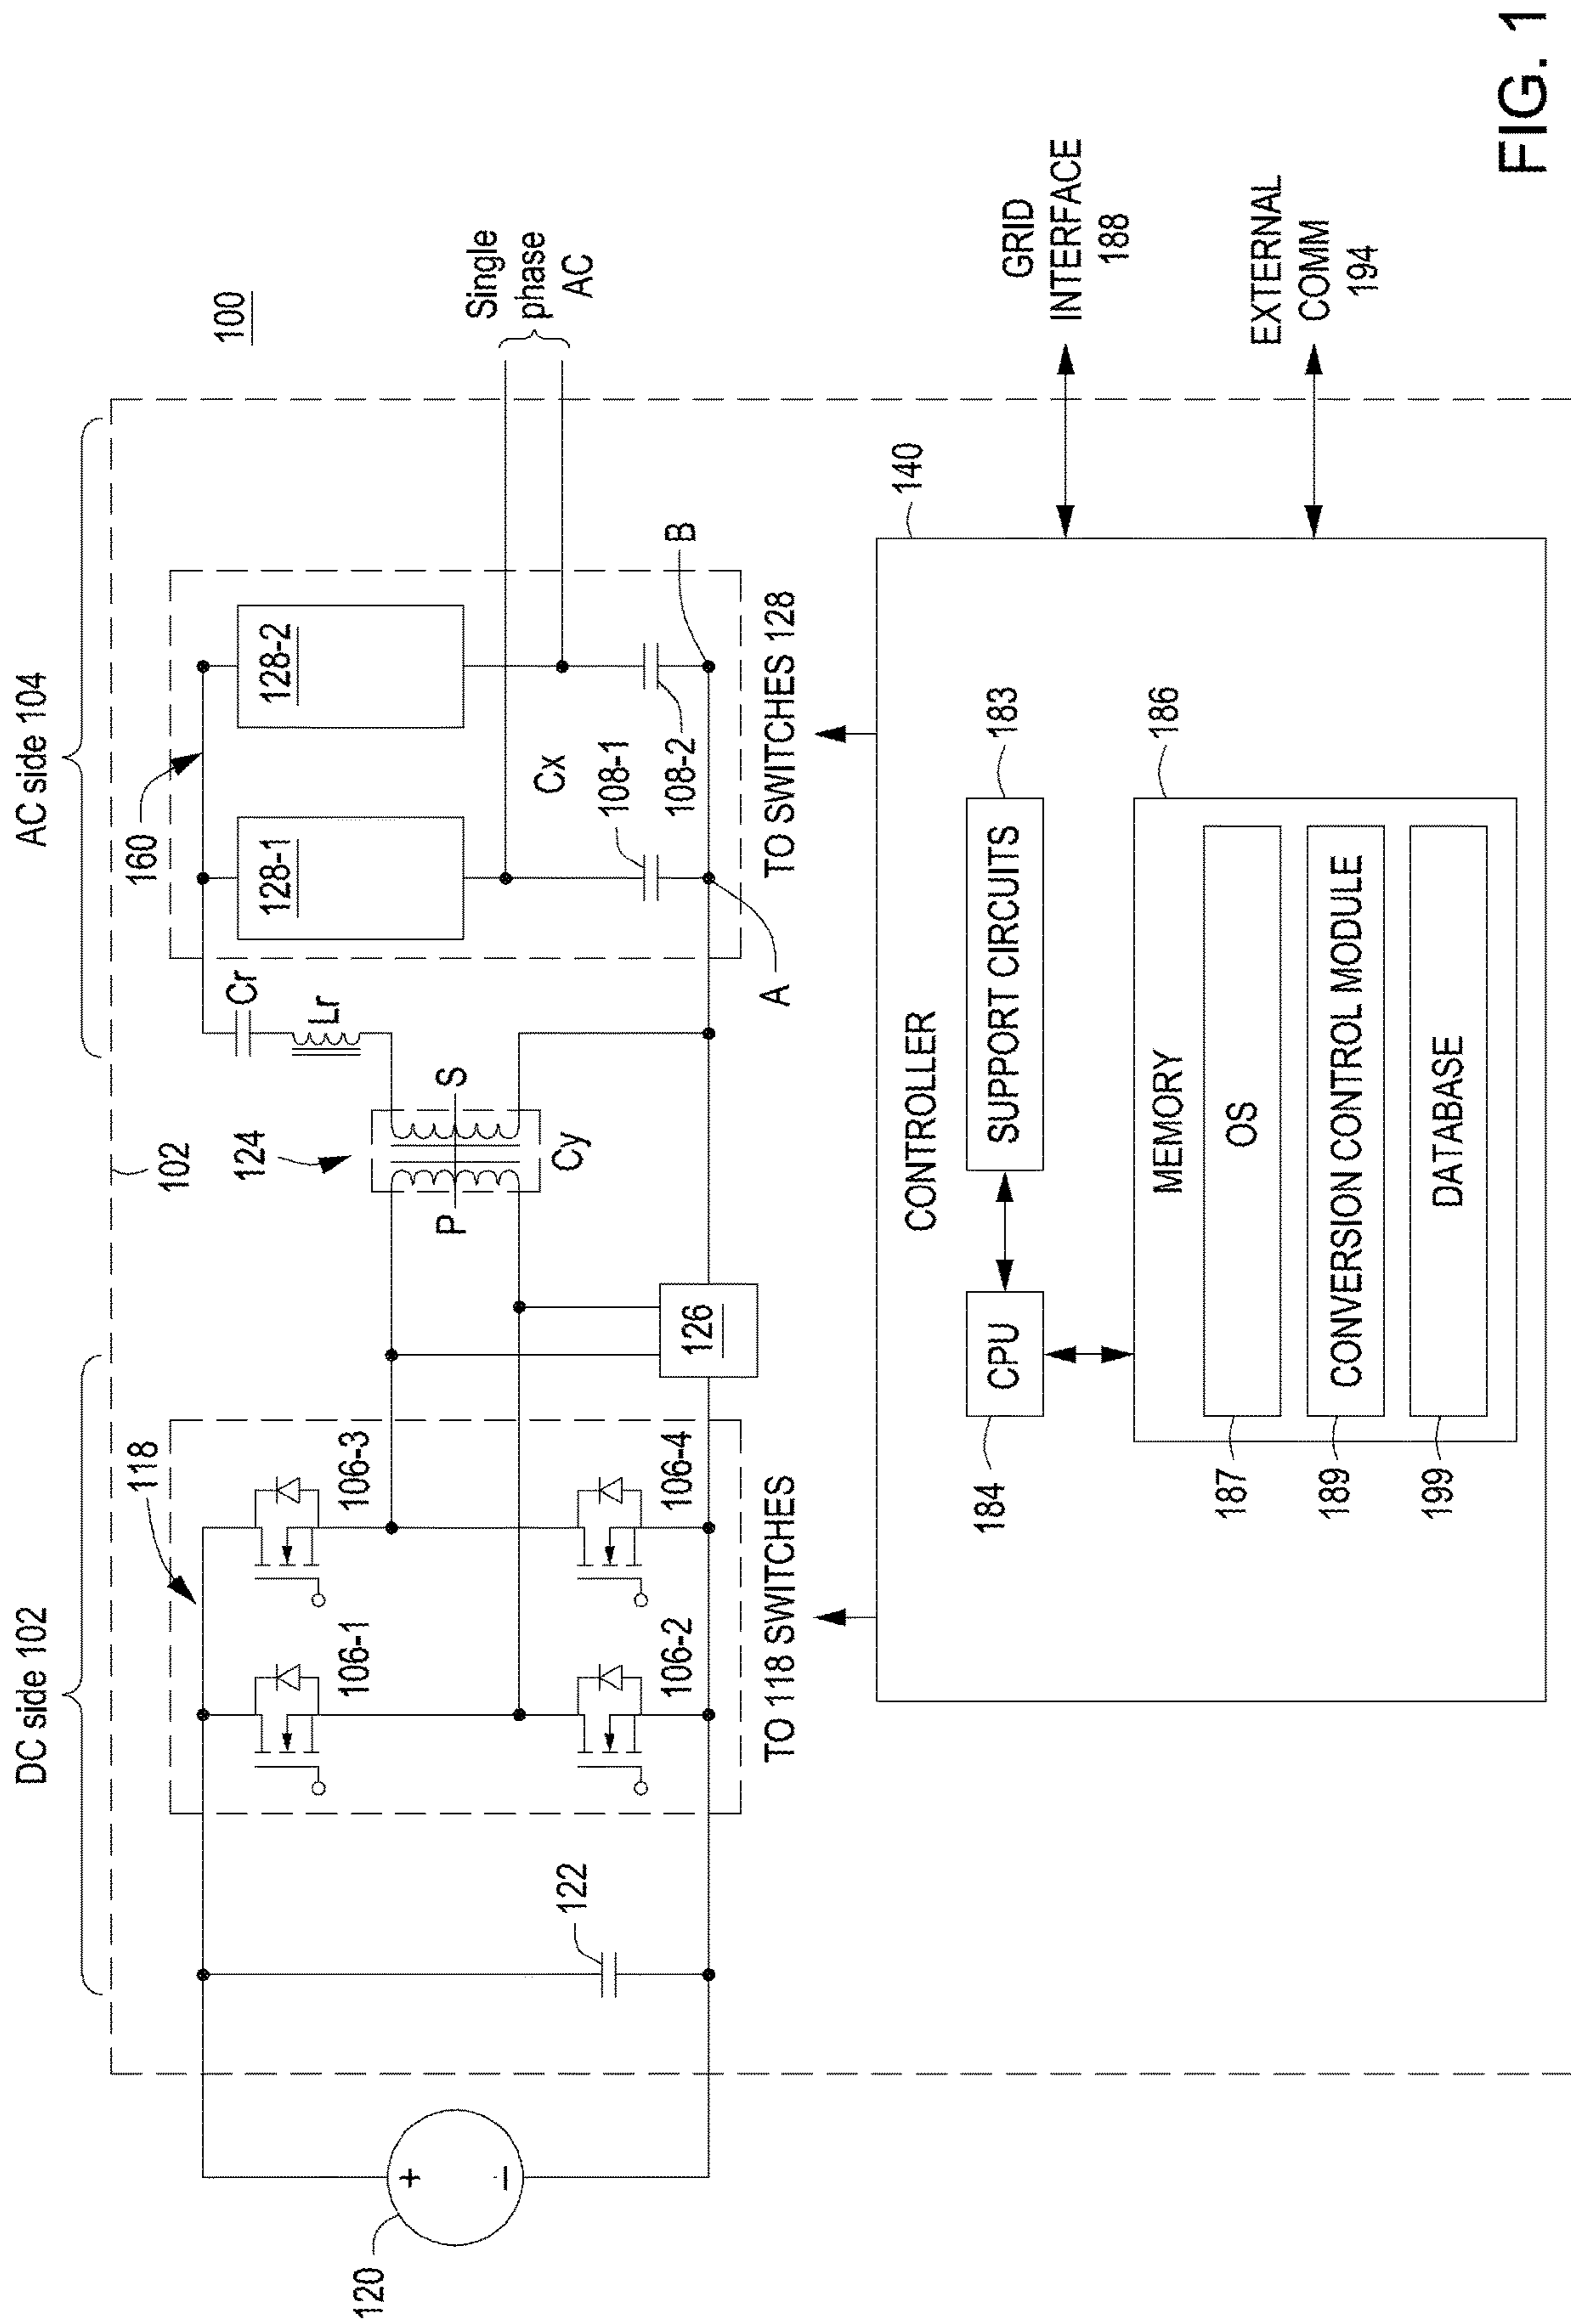 100
DC side 102
AC side 104
102
118
160
124
106-1
106-3
106-2
106-4
120
+
−
122
126
P
S
Cy
Cr
Lr
128-1
128-2
Cx
108-1
108-2
A
B
Single
phase
AC
TO 118 SWITCHES
TO SWITCHES 128
140
CONTROLLER
184
CPU
SUPPORT CIRCUITS
183
MEMORY
186
187
OS
189
CONVERSION CONTROL MODULE
199
DATABASE
GRID
INTERFACE
188
EXTERNAL
COMM
194
FIG. 1